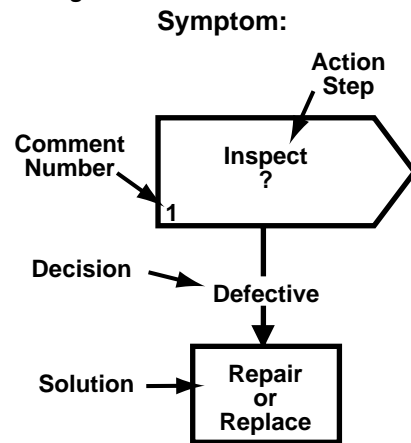 Symptom:
Action
Step
Comment
Number
Inspect
?
1
Decision
Defective
Solution
Repair
or
Replace